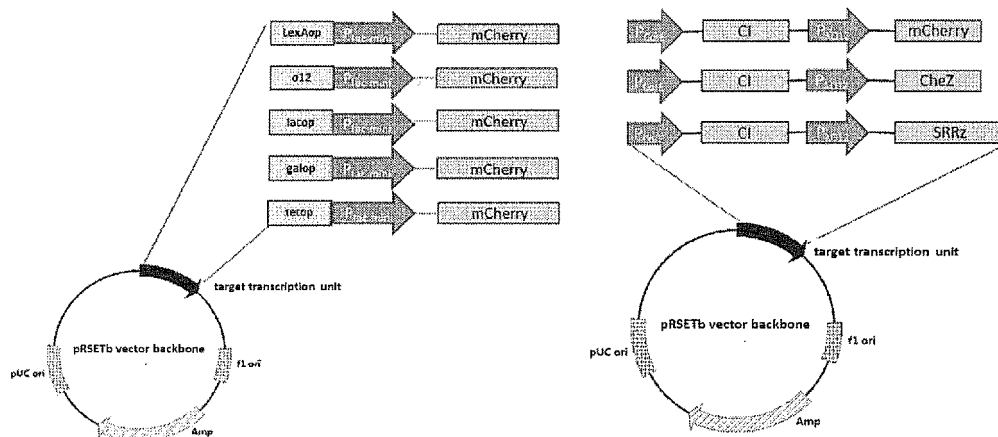 LexAop
mCherry
o12
mCherry
lacop
mCherry
galop
mCherry
tetop
mCherry
target transcription unit
pRSETb vector backbone
pUC ori
f1 ori
Amp
CI
mCherry
CI
CheZ
CI
SRRz
target transcription unit
pRSETb vector backbone
pUC ori
f1 ori
Amp